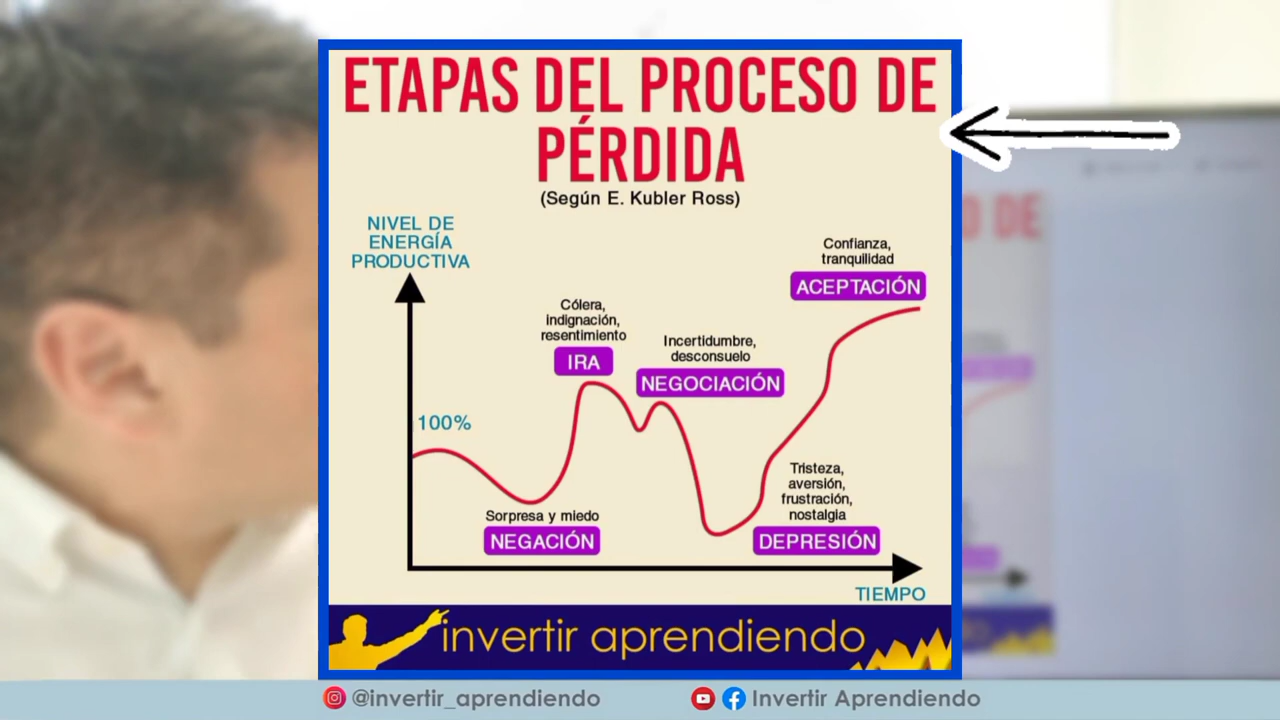 ETAPAS DEL PROCESO DE
PÉRDIDA
(Según E. Kubler Ross)
NIVEL DE
ENERGÍA
PRODUCTIVA
Confianza,
tranquilidad
ACEPTACIÓN
Cólera,
indignación,
resentimiento
IRA
Incertidumbre,
desconsuelo
NEGOCIACIÓN
100%
Tristeza,
aversión,
frustración,
nostalgia
DEPRESIÓN
Sorpresa y miedo
NEGACIÓN
TIEMPO
invertir aprendiendo
@invertir_aprendiendo
Invertir Aprendiendo
O DE